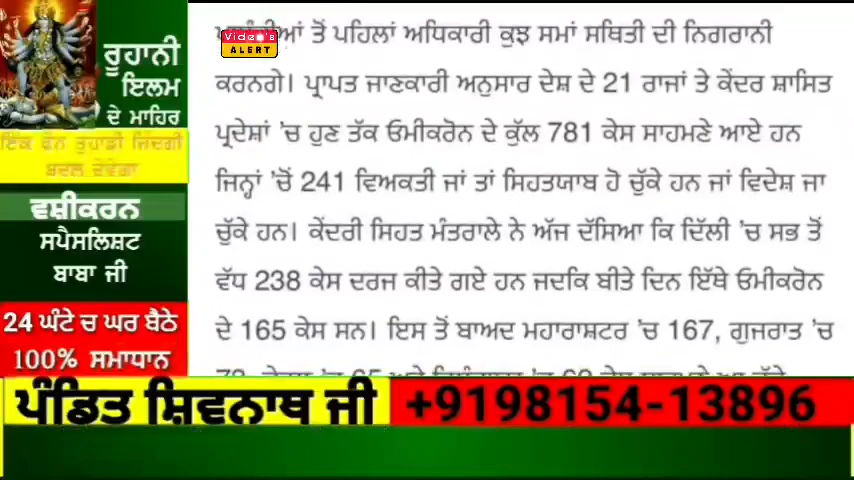 Video's
ALERT
ਤੋਂ ਪਹਿਲਾਂ ਅਧਿਕਾਰੀ ਕੁਝ ਸਮਾਂ ਸਥਿਤੀ ਦੀ ਨਿਗਰਾਨੀ
ਕਰਨਗੇ। ਪ੍ਰਾਪਤ ਜਾਣਕਾਰੀ ਅਨੁਸਾਰ ਦੇਸ਼ ਦੇ 21 ਰਾਜਾਂ ਤੇ ਕੇਂਦਰ ਸ਼ਾਸਿਤ
ਪ੍ਰਦੇਸ਼ਾਂ 'ਚ ਹੁਣ ਤੱਕ ਓਮੀਕਰੋਨ ਦੇ ਕੁੱਲ 781 ਕੇਸ ਸਾਹਮਣੇ ਆਏ ਹਨ
ਜਿਨ੍ਹਾਂ 'ਚੋਂ 241 ਵਿਅਕਤੀ ਜਾਂ ਤਾਂ ਸਿਹਤਯਾਬ ਹੋ ਚੁੱਕੇ ਹਨ ਜਾਂ ਵਿਦੇਸ਼ ਜਾ
ਚੁੱਕੇ ਹਨ। ਕੇਂਦਰੀ ਸਿਹਤ ਮੰਤਰਾਲੇ ਨੇ ਅੱਜ ਦੱਸਿਆ ਕਿ ਦਿੱਲੀ 'ਚ ਸਭ ਤੋਂ
ਵੱਧ 238 ਕੇਸ ਦਰਜ ਕੀਤੇ ਗਏ ਹਨ ਜਦਕਿ ਬੀਤੇ ਦਿਨ ਇੱਥੇ ਓਮੀਕਰੋਨ
ਦੇ 165 ਕੇਸ ਸਨ। ਇਸ ਤੋਂ ਬਾਅਦ ਮਹਾਰਾਸ਼ਟਰ 'ਚ 167, ਗੁਜਰਾਤ 'ਚ
ਰੂਹਾਨੀ
ਇਲਮ
ਦੇ ਮਾਹਿਰ
ਇੱਕ ਫੋਨ ਤੁਹਾਡੀ ਜਿੰਦਗੀ
ਬਦਲ ਦੇਵੇਗਾ
ਵਸ਼ੀਕਰਨ
ਸਪੈਸਲਿਸ਼ਟ
ਬਾਬਾ ਜੀ
24 ਘੰਟੇ ਚ ਘਰ ਬੈਠੇ
100% ਸਮਾਧਾਨ
ਪੰਡਿਤ ਸ਼ਿਵਨਾਥ ਜੀ +9198154-13896